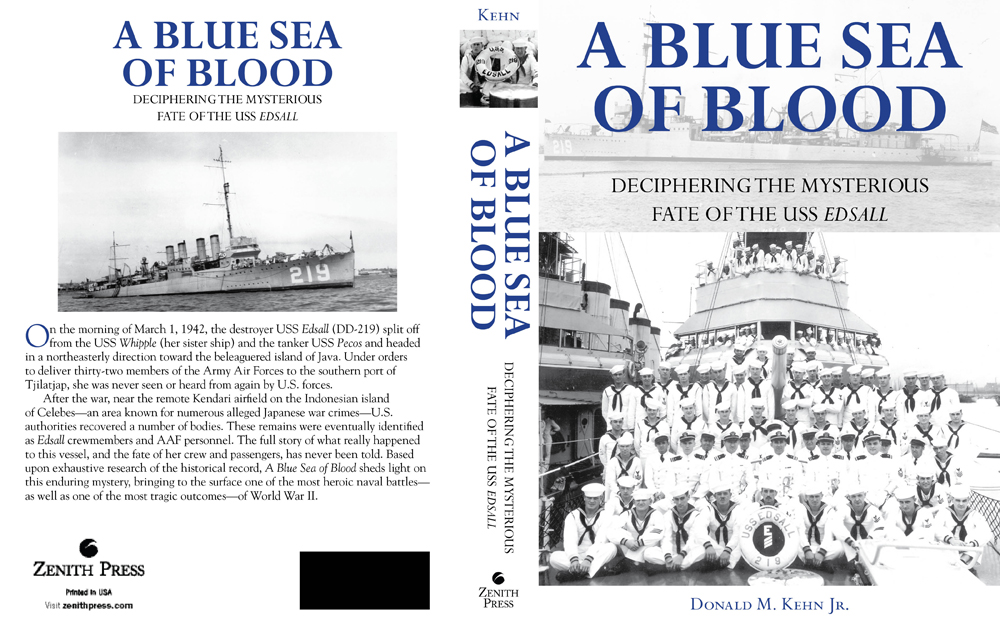 A BLUE SEA
OF BLOOD
DECIPHERING THE MYSTERIOUS
FATE OF THE USS EDSALL
219
On the morning of March 1, 1942, the destroyer USS Edsall (DD-219) split off
from the USS Whipple (her sister ship) and the tanker USS Pecos and headed
in a northeasterly direction toward the beleaguered island of Java. Under orders
to deliver thirty-two members of the Army Air Forces to the southern port of
Tjilatjap, she was never seen or heard from again by U.S. forces.
After the war, near the remote Kendari airfield on the Indonesian island
of Celebes—an area known for numerous alleged Japanese war crimes—U.S.
authorities recovered a number of bodies. These remains were eventually identified
as Edsall crewmembers and AAF personnel. The full story of what really happened
to this vessel, and the fate of her crew and passengers, has never been told. Based
upon exhaustive research of the historical record, A Blue Sea of Blood sheds light on
this enduring mystery, bringing to the surface one of the most heroic naval battles—
as well as one of the most tragic outcomes—of World War II.
ZENITH PRESS
Printed in USA
Visit zenithpress.com
KEHN
USS
219 219
EDSALL
A BLUE SEA
OF BLOOD
DECIPHERING THE MYSTERIOUS
FATE OF THE USS EDSALL
ZENITH
PRESS
A BLUE SEA
OF BLOOD
219
DECIPHERING THE MYSTERIOUS
FATE OF THE USS EDSALL
USS EDSALL
E
219
DONALD M. KEHN JR.